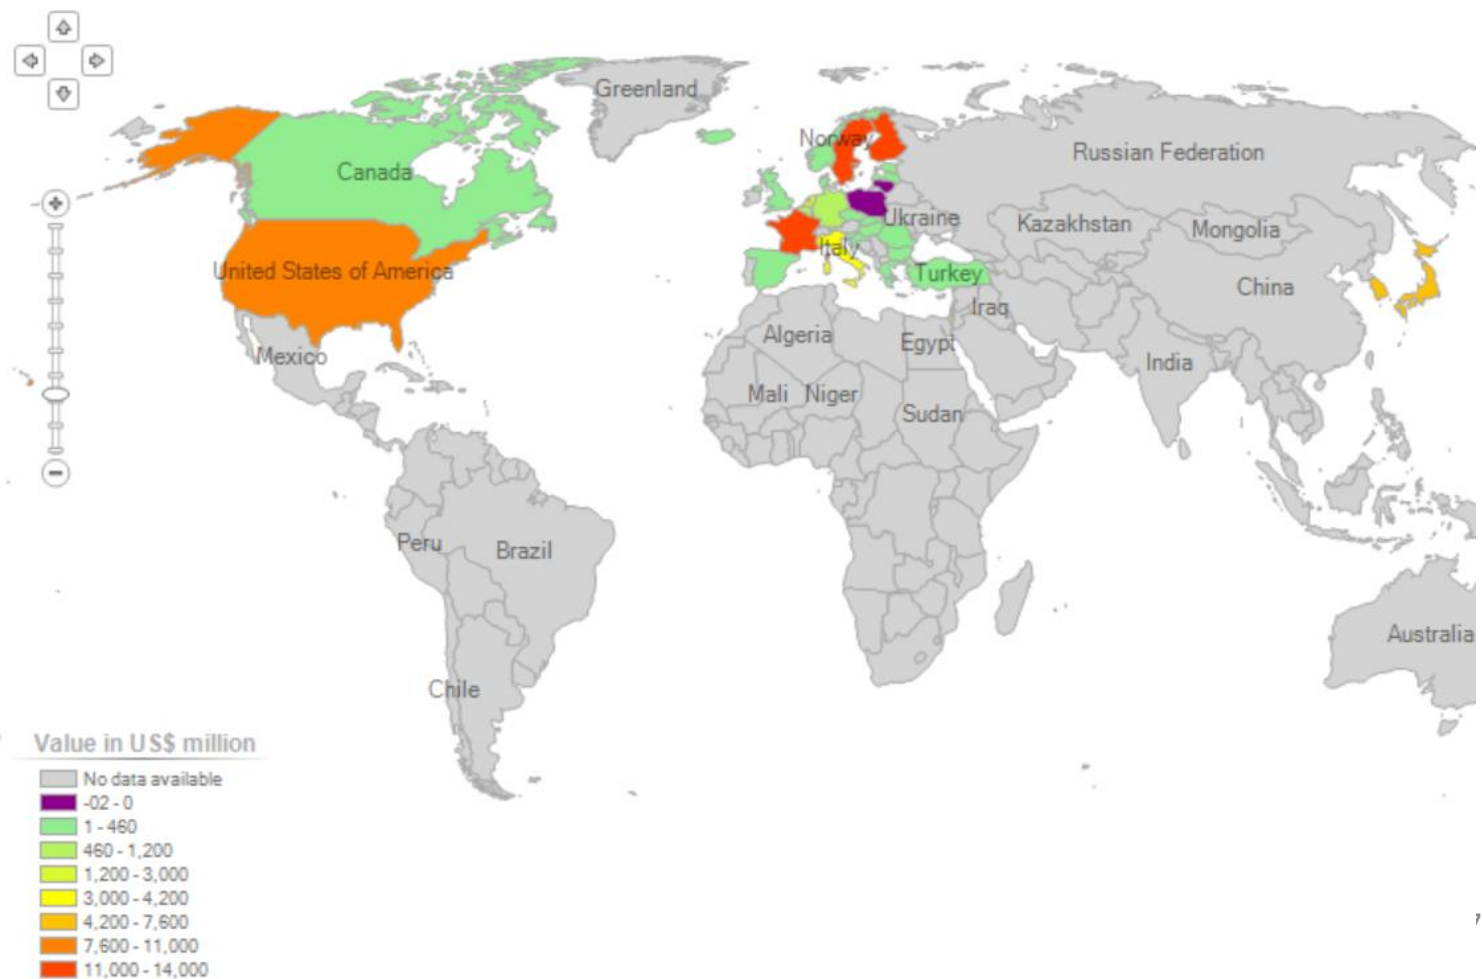 Greenland
Norway
Russian Federation
Canada
Ukraine
Kazakhstan
Mongolia
Italy
United States of America
Turkey
China
Iraq
Algeria
Egypt
Mexico
India
Mali
Niger
Sudan
Peru
Brazil
Australia
Chile
Value in US$ million
No data available
-02 - 0
1 - 460
460 - 1,200
1,200 - 3,000
3,000 - 4,200
4,200 - 7,600
7,600 - 11,000
11,000 - 14,000